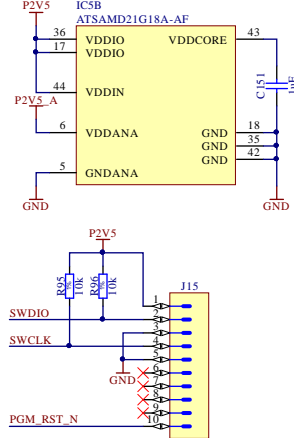 P2V5
IC5B
ATSAMD21G18A-AF
36
VDDIO
VDDCORE
43
17
VDDIO
44
VDDIN
C151
1uF
P2V5_A
6
VDDANA
GND
18
GND
35
GND
42
5
GNDANA
GND
GND
P2V5
R95
10k
R96
10k
J15
1
SWDIO
2
3
SWCLK
4
5
GND
6
7
8
9
PGM_RST_N
10